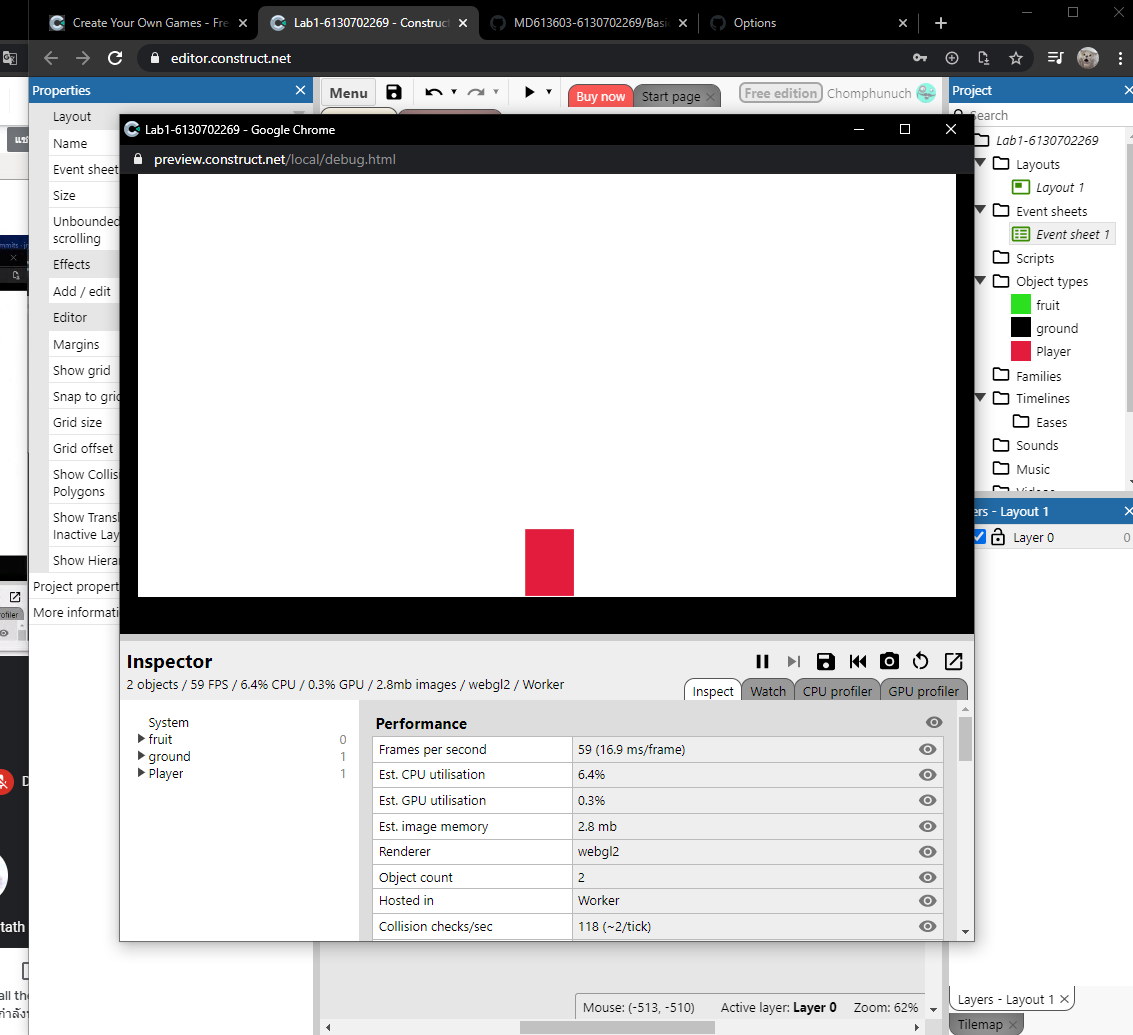 Create Your Own Games - Fre
Lab1-6130702269 - Construct
MD613603-6130702269/Basi
Options
editor.construct.net
Properties
Menu
Buy now
Start page
Free edition
Chomphunuch
Project
Search
Layout
Name
Event sheet
Size
Unbounded
scrolling
Effects
Add / edit
Editor
Margins
Show grid
Snap to grid
Grid size
Grid offset
Show Collis
Polygons
Show Transl
Inactive Lay
Show Hierar
Project propert
More informati
Lab1-6130702269 - Google Chrome
preview.construct.net/local/debug.html
Lab1-6130702269
Layouts
Layout 1
Event sheets
Event sheet 1
Scripts
Object types
fruit
ground
Player
Families
Timelines
Eases
Sounds
Music
ers - Layout 1
Layer 0
0
Inspector
2 objects / 59 FPS / 6.4% CPU / 0.3% GPU / 2.8mb images / webgl2 / Worker
Inspect
Watch
CPU profiler
GPU profiler
System
fruit 0
ground 1
Player 1
Performance
Frames per second 59 (16.9 ms/frame)
Est. CPU utilisation 6.4%
Est. GPU utilisation 0.3%
Est. image memory 2.8 mb
Renderer webgl2
Object count 2
Hosted in Worker
Collision checks/sec 118 (~2/tick)
Mouse: (-513, -510)
Active layer: Layer 0
Zoom: 62%
Layers - Layout 1
Tilemap
tath
all the